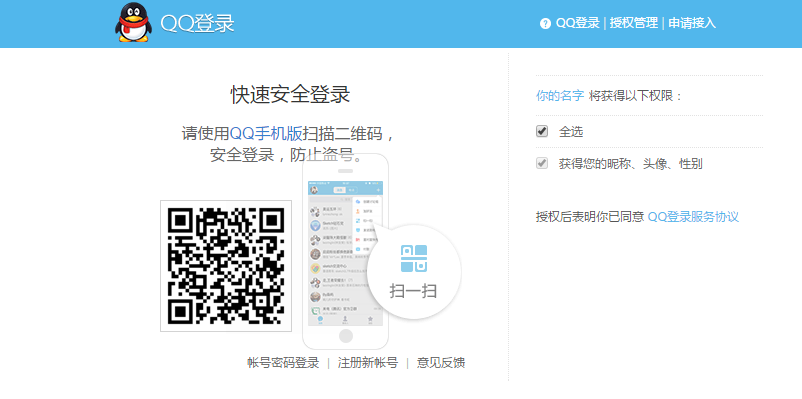 QQ登录
QQ登录 | 授权管理 | 申请接入
快速安全登录
请使用QQ手机版扫描二维码，
安全登录，防止盗号。
扫一扫
帐号密码登录 | 注册新帐号 | 意见反馈
你的名字 将获得以下权限：
全选
获得您的昵称、头像、性别
授权后表明你已同意 QQ登录服务协议